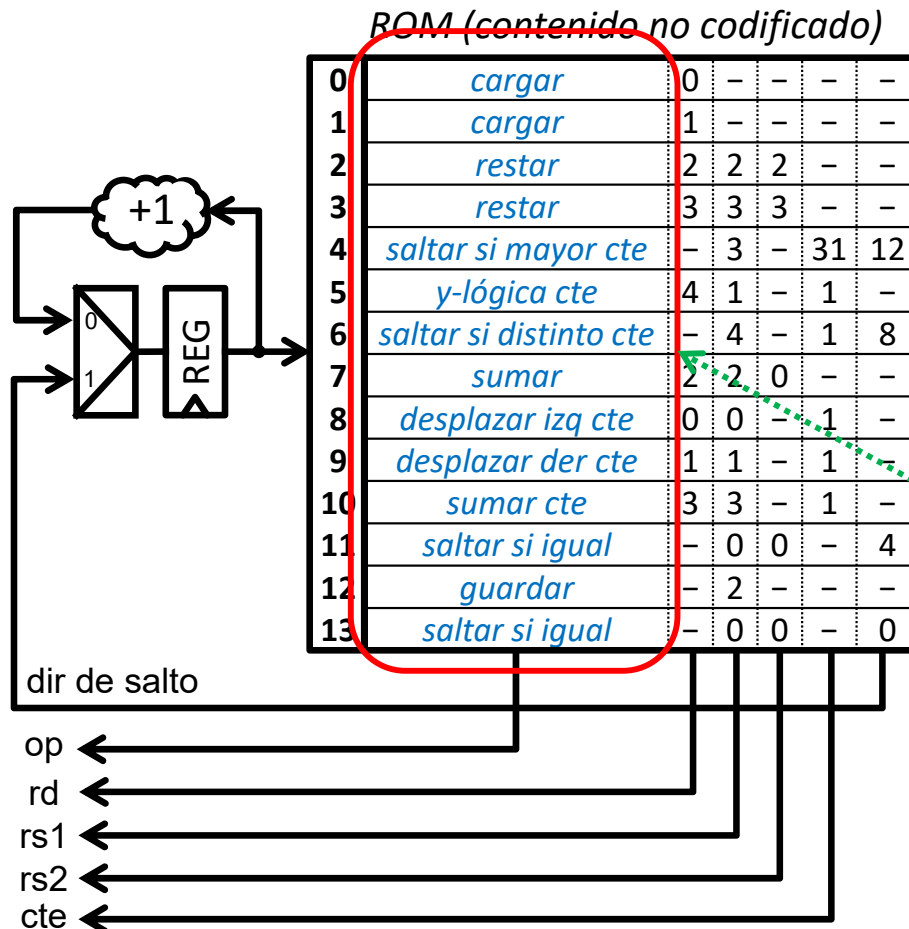 ROM (contenido no codificado)
0 cargar 0 – – – –
1 cargar 1 – – – –
2 restar 2 2 2 – –
3 restar 3 3 3 – –
4 saltar si mayor cte – 3 – 31 12
5 y-lógica cte 4 1 – 1 –
6 saltar si distinto cte – 4 – 1 8
7 sumar 2 2 0 – –
8 desplazar izq cte 0 0 – 1 –
9 desplazar der cte 1 1 – 1 –
10 sumar cte 3 3 – 1 –
11 saltar si igual – 0 0 – 4
12 guardar – 2 – – –
13 saltar si igual – 0 0 – 0
+1
0
1
REG
dir de salto
op
rd
rs1
rs2
cte